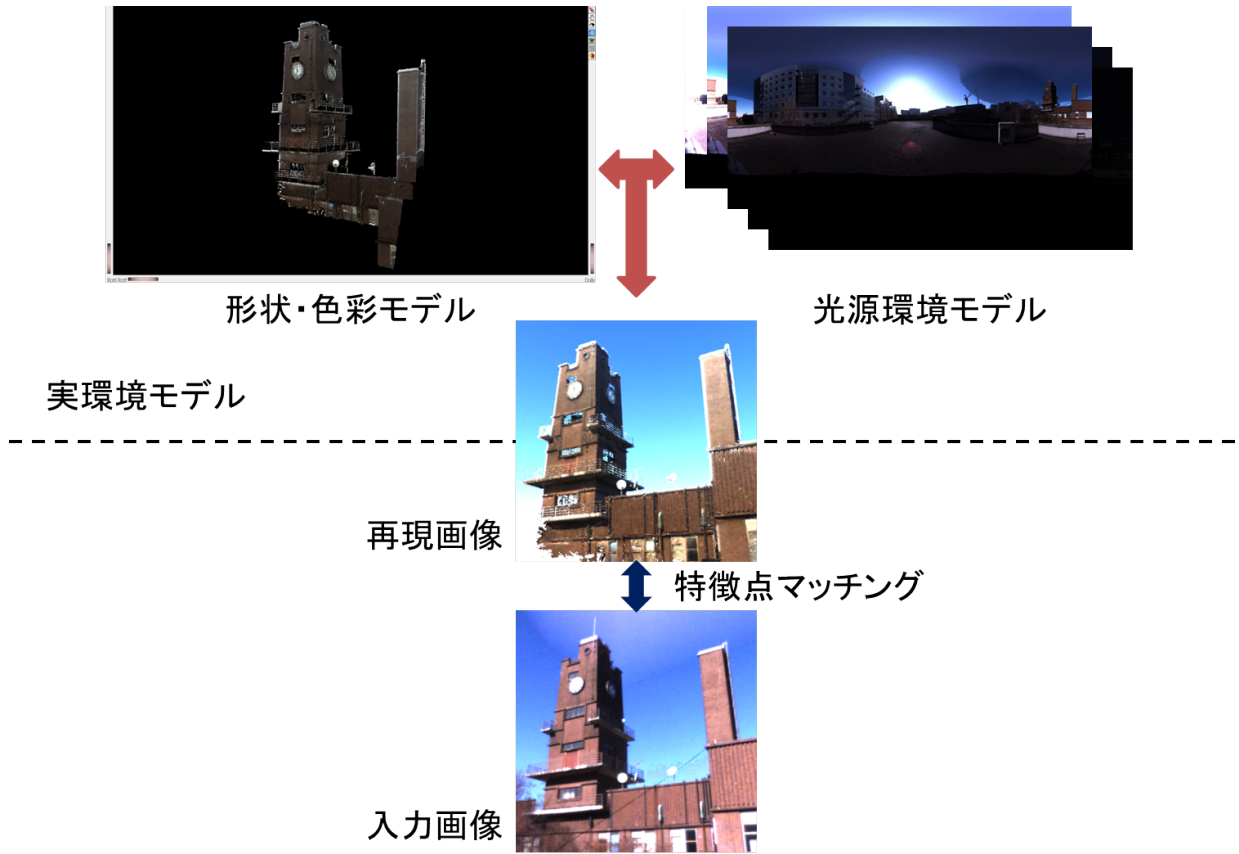 形状・色彩モデル
光源環境モデル
実環境モデル
再現画像
特徴点マッチング
入力画像